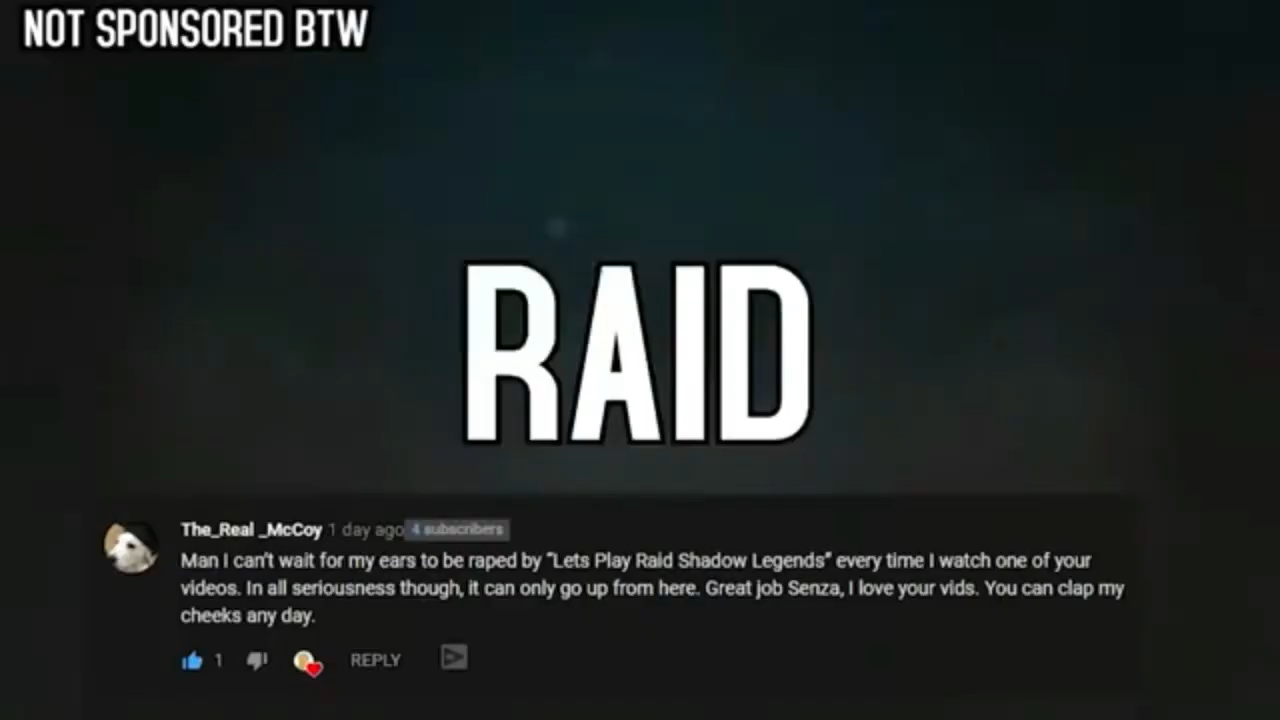 NOT SPONSORED BTW
RAID
The_Real _McCoy 1 day ago 4 subscribers
Man I can't wait for my ears to be raped by "Lets Play Raid Shadow Legends" every time I watch one of your
videos. In all seriousness though, it can only go up from here. Great job Senza, I love your vids. You can clap my
cheeks any day.
1 REPLY